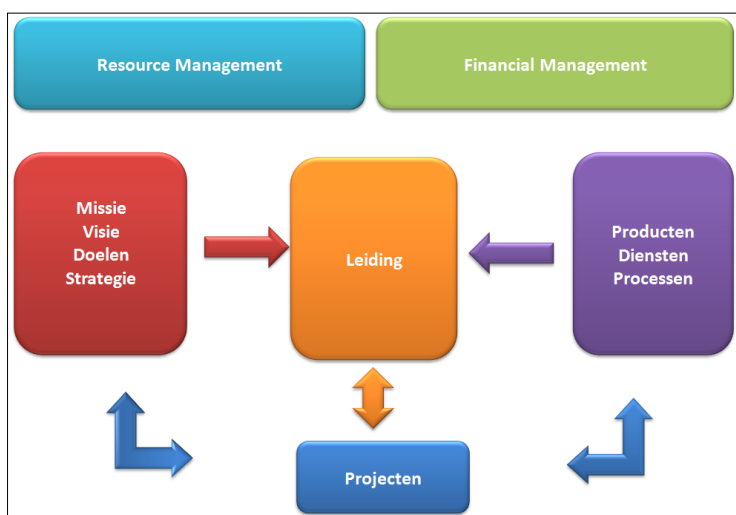 Resource Management
Financial Management
Missie
Visie
Doelen
Strategie
Leiding
Producten
Diensten
Processen
Projecten